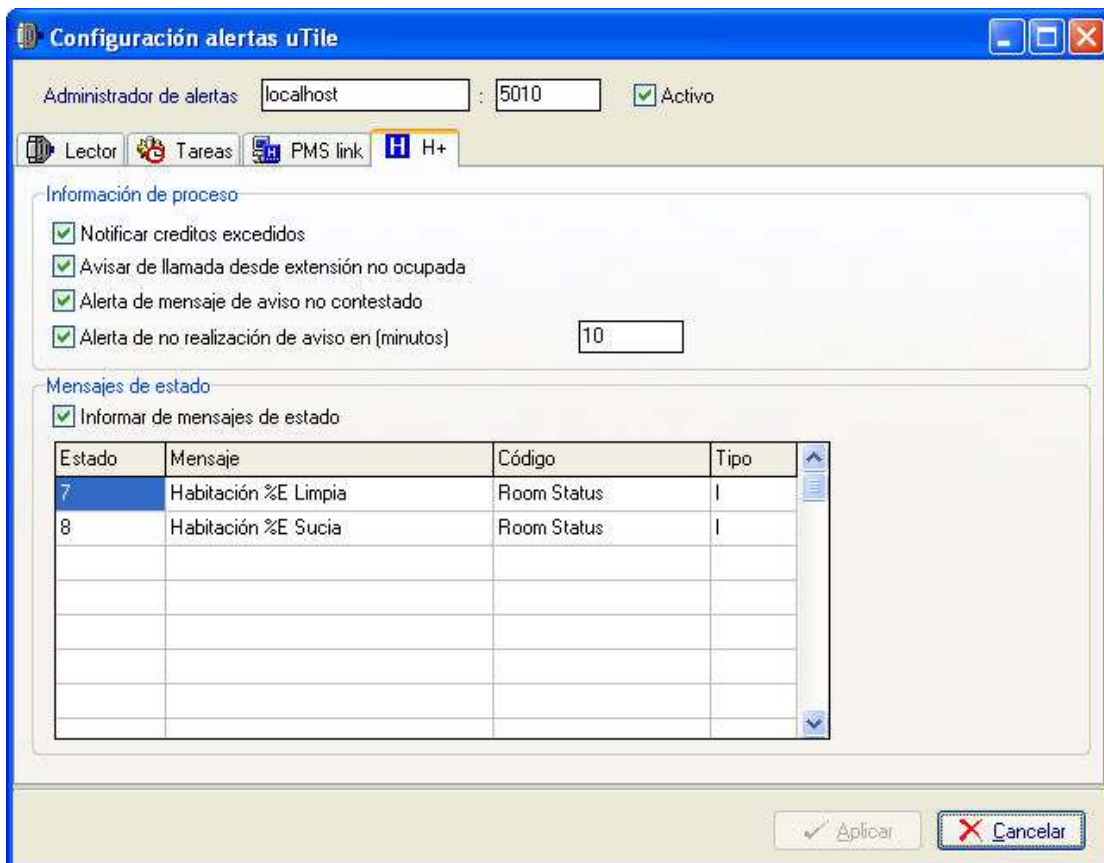 Configuración alertas uTile
Administrador de alertas localhost : 5010 Activo
Lector Tareas PMS link H H+
Información de proceso
Notificar creditos excedidos
Avisar de llamada desde extensión no ocupada
Alerta de mensaje de aviso no contestado
Alerta de no realización de aviso en (minutos) 10
Mensajes de estado
Informar de mensajes de estado
Estado Mensaje Código Tipo
7 Habitación %E Limpia Room Status I
8 Habitación %E Sucia Room Status I
Aplicar Cancelar